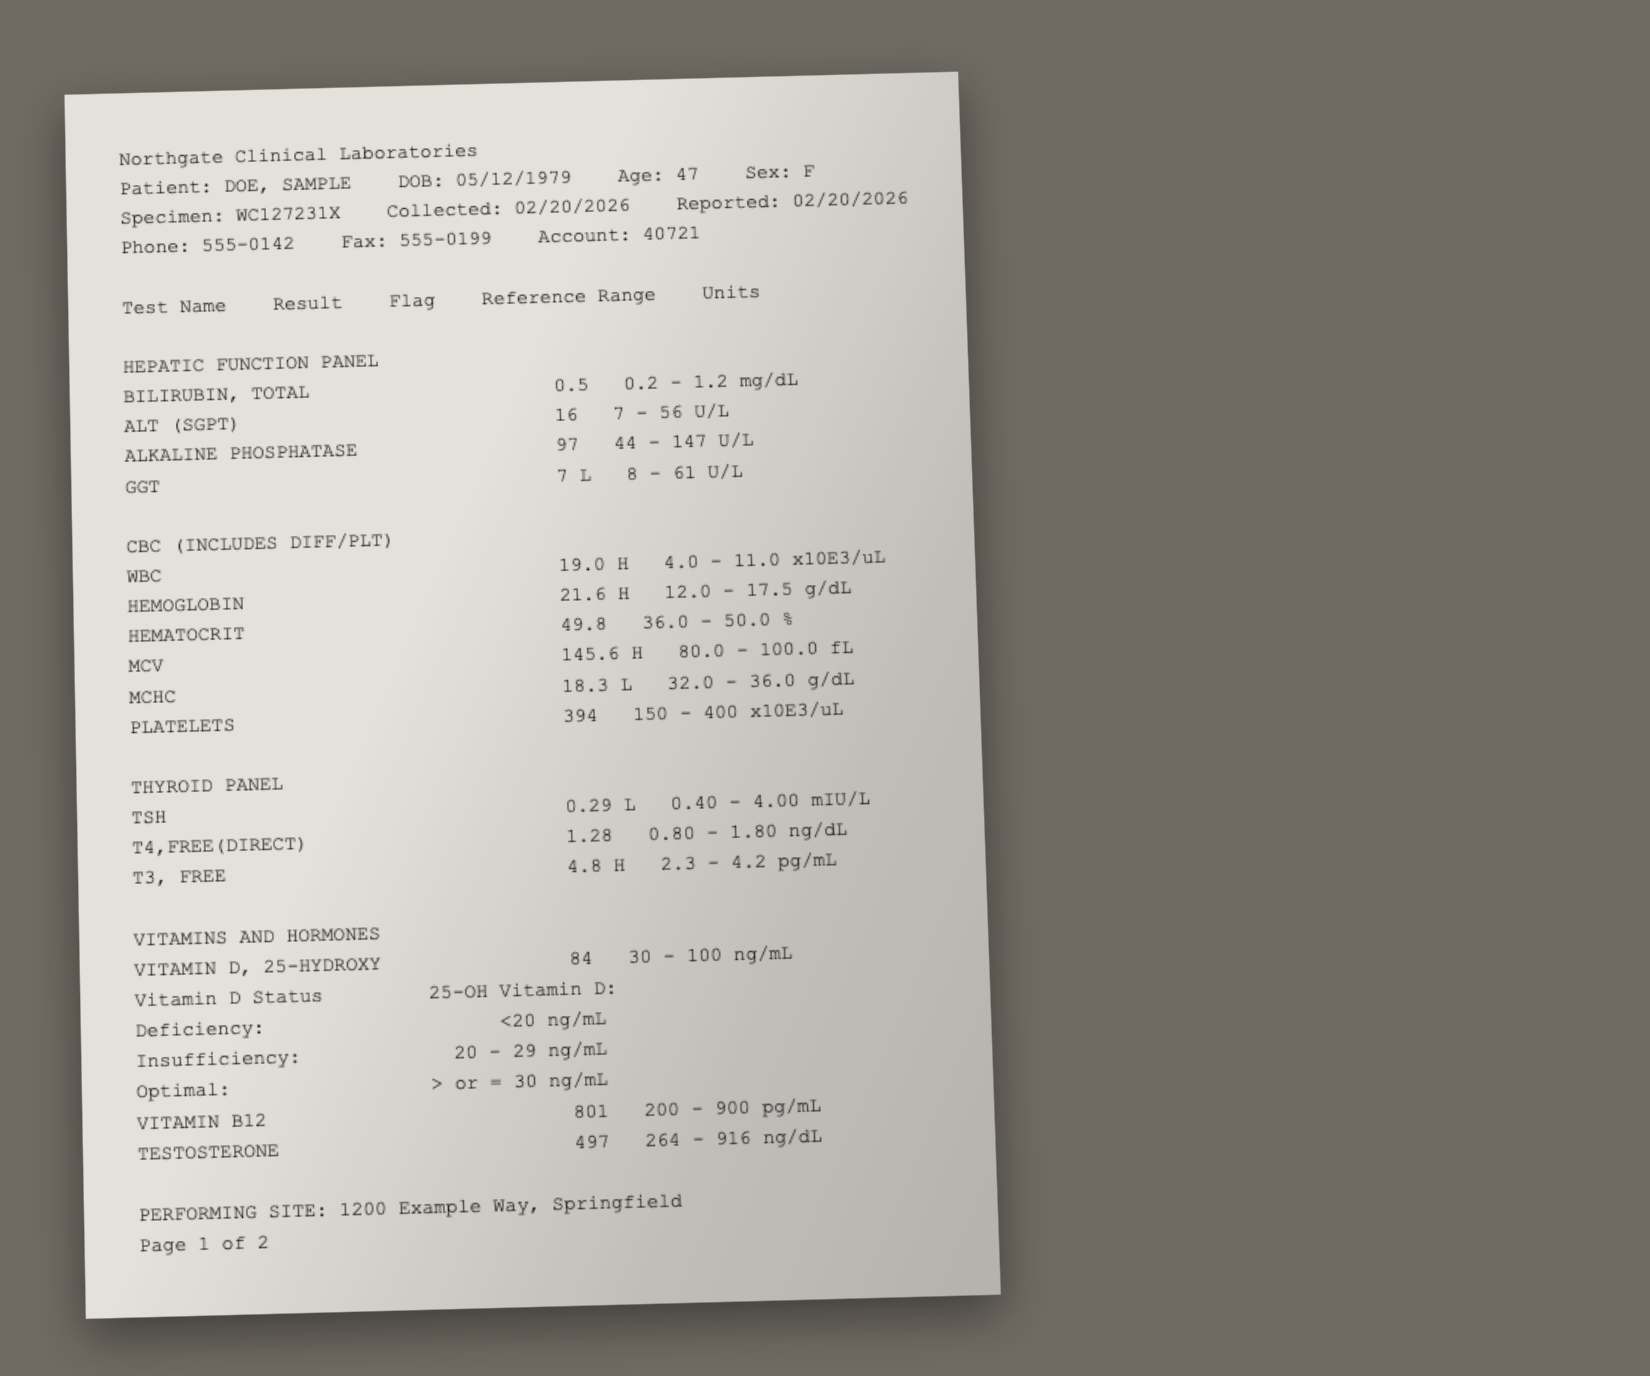 Northgate Clinical Laboratories
Patient: DOE, SAMPLE    DOB: 05/12/1979    Age: 47    Sex: F
Specimen: WC127231X    Collected: 02/20/2026    Reported: 02/20/2026
Phone: 555-0142    Fax: 555-0199    Account: 40721
Test Name    Result    Flag    Reference Range    Units
HEPATIC FUNCTION PANEL
BILIRUBIN, TOTAL    0.5    0.2 - 1.2 mg/dL
ALT (SGPT)    16    7 - 56 U/L
ALKALINE PHOSPHATASE    97    44 - 147 U/L
GGT    7 L    8 - 61 U/L
CBC (INCLUDES DIFF/PLT)
WBC    19.0 H    4.0 - 11.0 x10E3/uL
HEMOGLOBIN    21.6 H    12.0 - 17.5 g/dL
HEMATOCRIT    49.8    36.0 - 50.0 %
MCV    145.6 H    80.0 - 100.0 fL
MCHC    18.3 L    32.0 - 36.0 g/dL
PLATELETS    394    150 - 400 x10E3/uL
THYROID PANEL
TSH    0.29 L    0.40 - 4.00 mIU/L
T4,FREE(DIRECT)    1.28    0.80 - 1.80 ng/dL
T3, FREE    4.8 H    2.3 - 4.2 pg/mL
VITAMINS AND HORMONES
VITAMIN D, 25-HYDROXY    84    30 - 100 ng/mL
Vitamin D Status    25-OH Vitamin D:
Deficiency:    <20 ng/mL
Insufficiency:    20 - 29 ng/mL
Optimal:    > or = 30 ng/mL
VITAMIN B12    801    200 - 900 pg/mL
TESTOSTERONE    497    264 - 916 ng/dL
PERFORMING SITE: 1200 Example Way, Springfield
Page 1 of 2